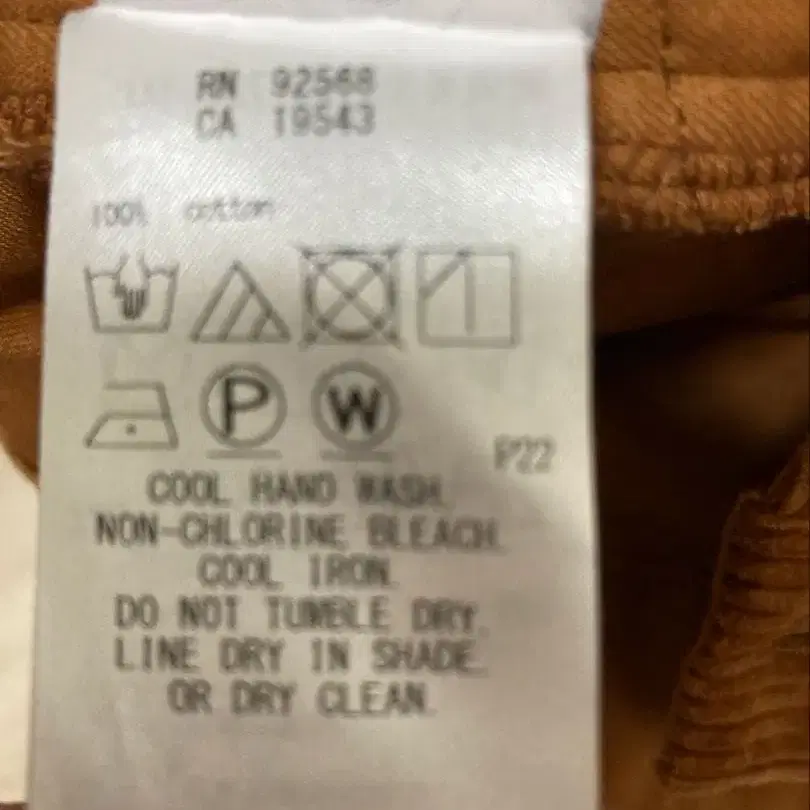 RN 92568
CA 19543
100% cotton
P W
P22
COOL HAND WASH.
NON-CHLORINE BLEACH.
COOL IRON.
DO NOT TUMBLE DRY.
LINE DRY IN SHADE.
OR DRY CLEAN.